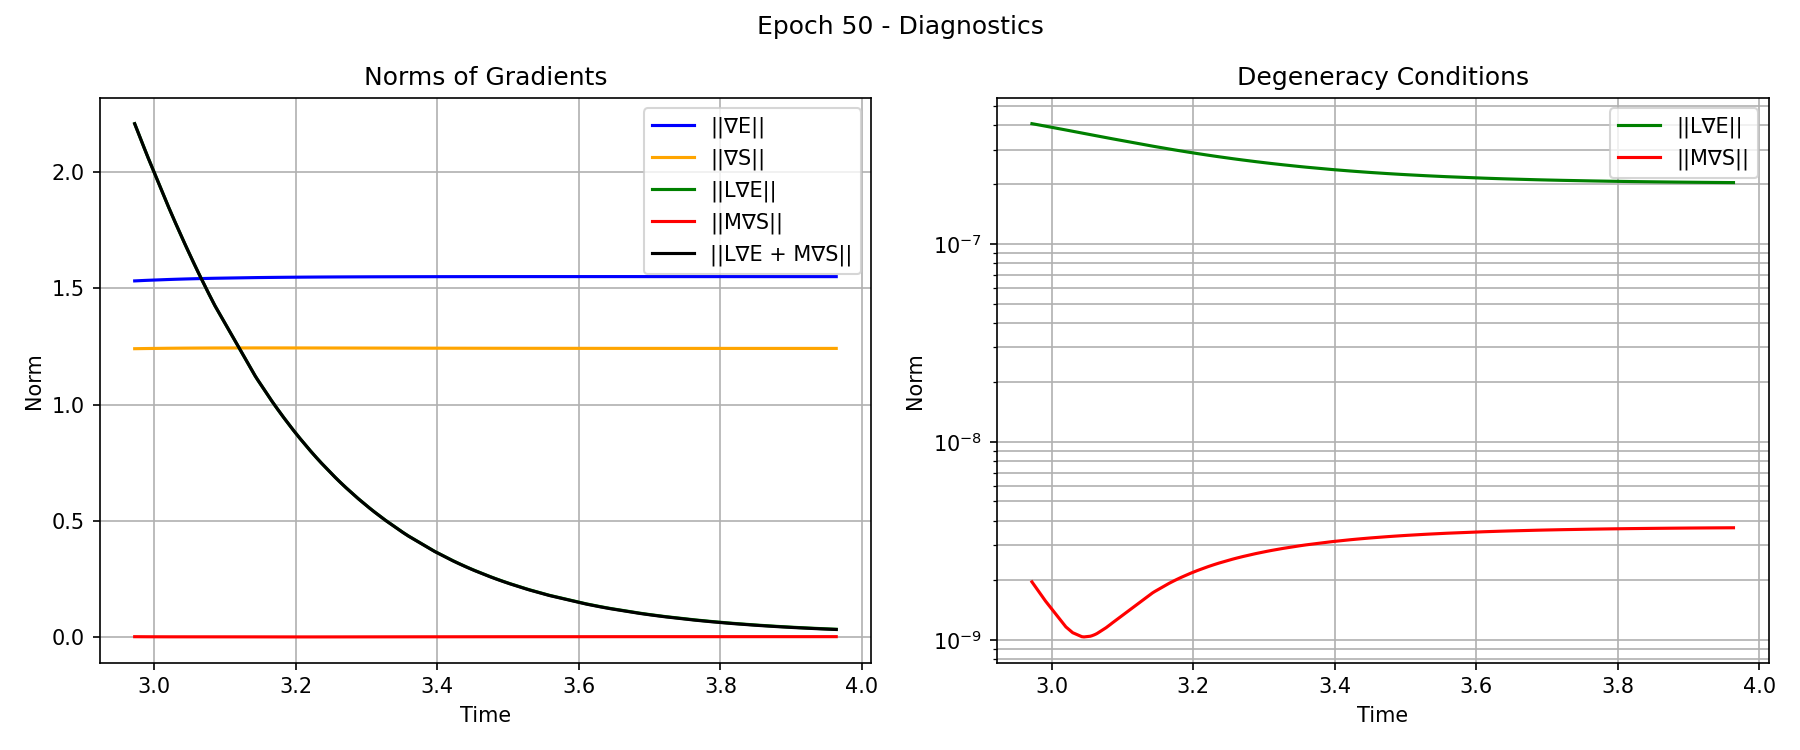 Epoch 50 - Diagnostics
Norms of Gradients
Norm
2.0
1.5
1.0
0.5
0.0
3.0 3.2 3.4 3.6 3.8 4.0
Time
||∇E||
||∇S||
||L∇E||
||M∇S||
||L∇E + M∇S||
Degeneracy Conditions
Norm
10⁻⁷
10⁻⁸
10⁻⁹
3.0 3.2 3.4 3.6 3.8 4.0
Time
||L∇E||
||M∇S||